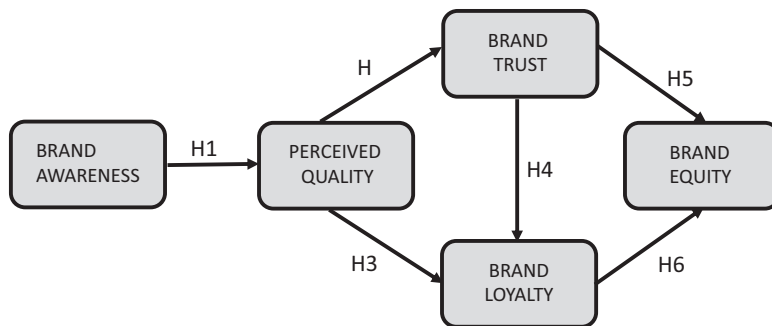 BRAND
TRUST
H
H5
BRAND
AWARENESS
H1
PERCEIVED
QUALITY
H4
BRAND
EQUITY
H3
BRAND
LOYALTY
H6